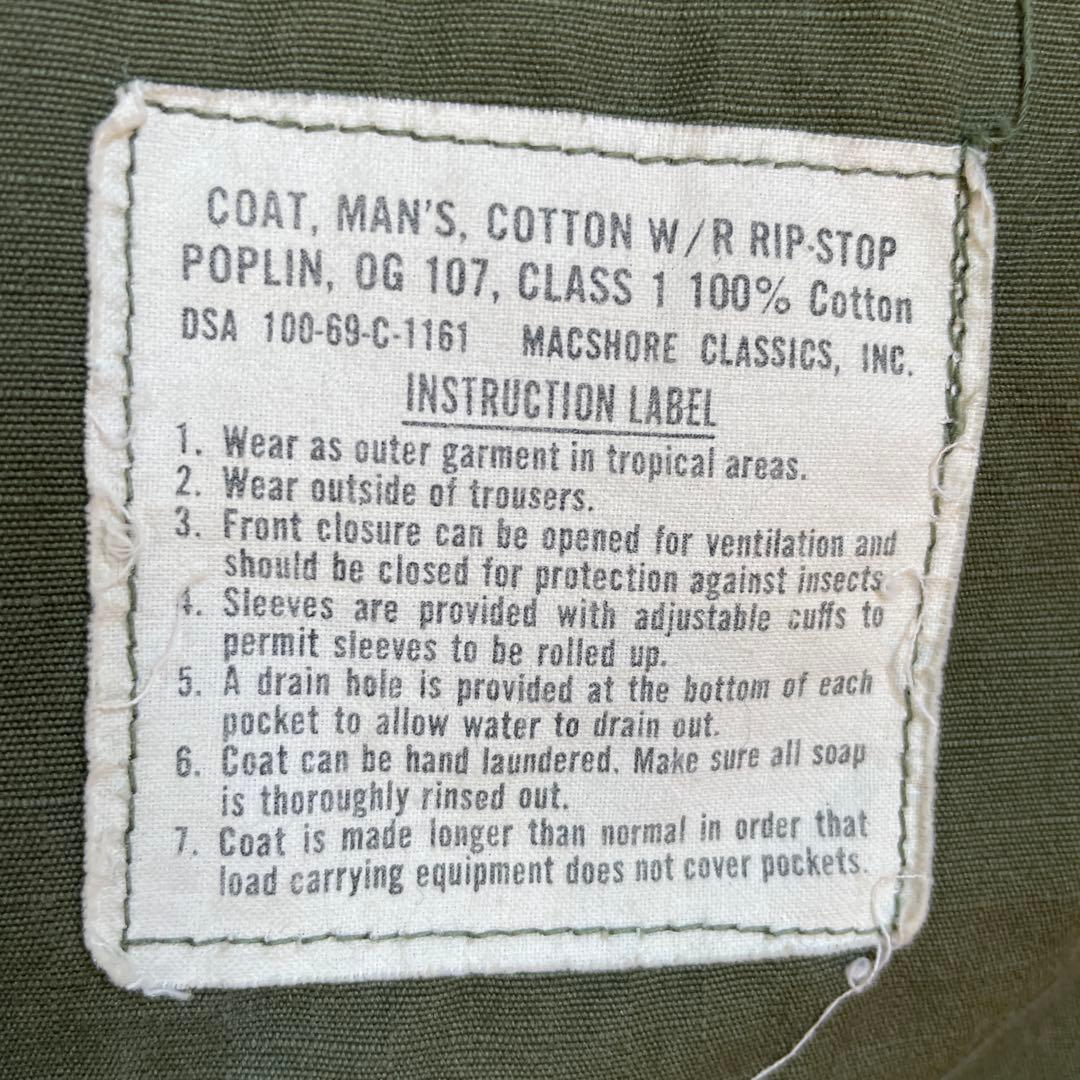 COAT, MAN'S, COTTON W/R RIP-STOP
POPLIN, OG 107, CLASS 1 100% Cotton
DSA 100-69-C-1161 MACSHORE CLASSICS, INC.
INSTRUCTION LABEL
1. Wear as outer garment in tropical areas.
2. Wear outside of trousers.
3. Front closure can be opened for ventilation and
should be closed for protection against insects.
4. Sleeves are provided with adjustable cuffs to
permit sleeves to be rolled up.
5. A drain hole is provided at the bottom of each
pocket to allow water to drain out.
6. Coat can be hand laundered. Make sure all soap
is thoroughly rinsed out.
7. Coat is made longer than normal in order that
load carrying equipment does not cover pockets.